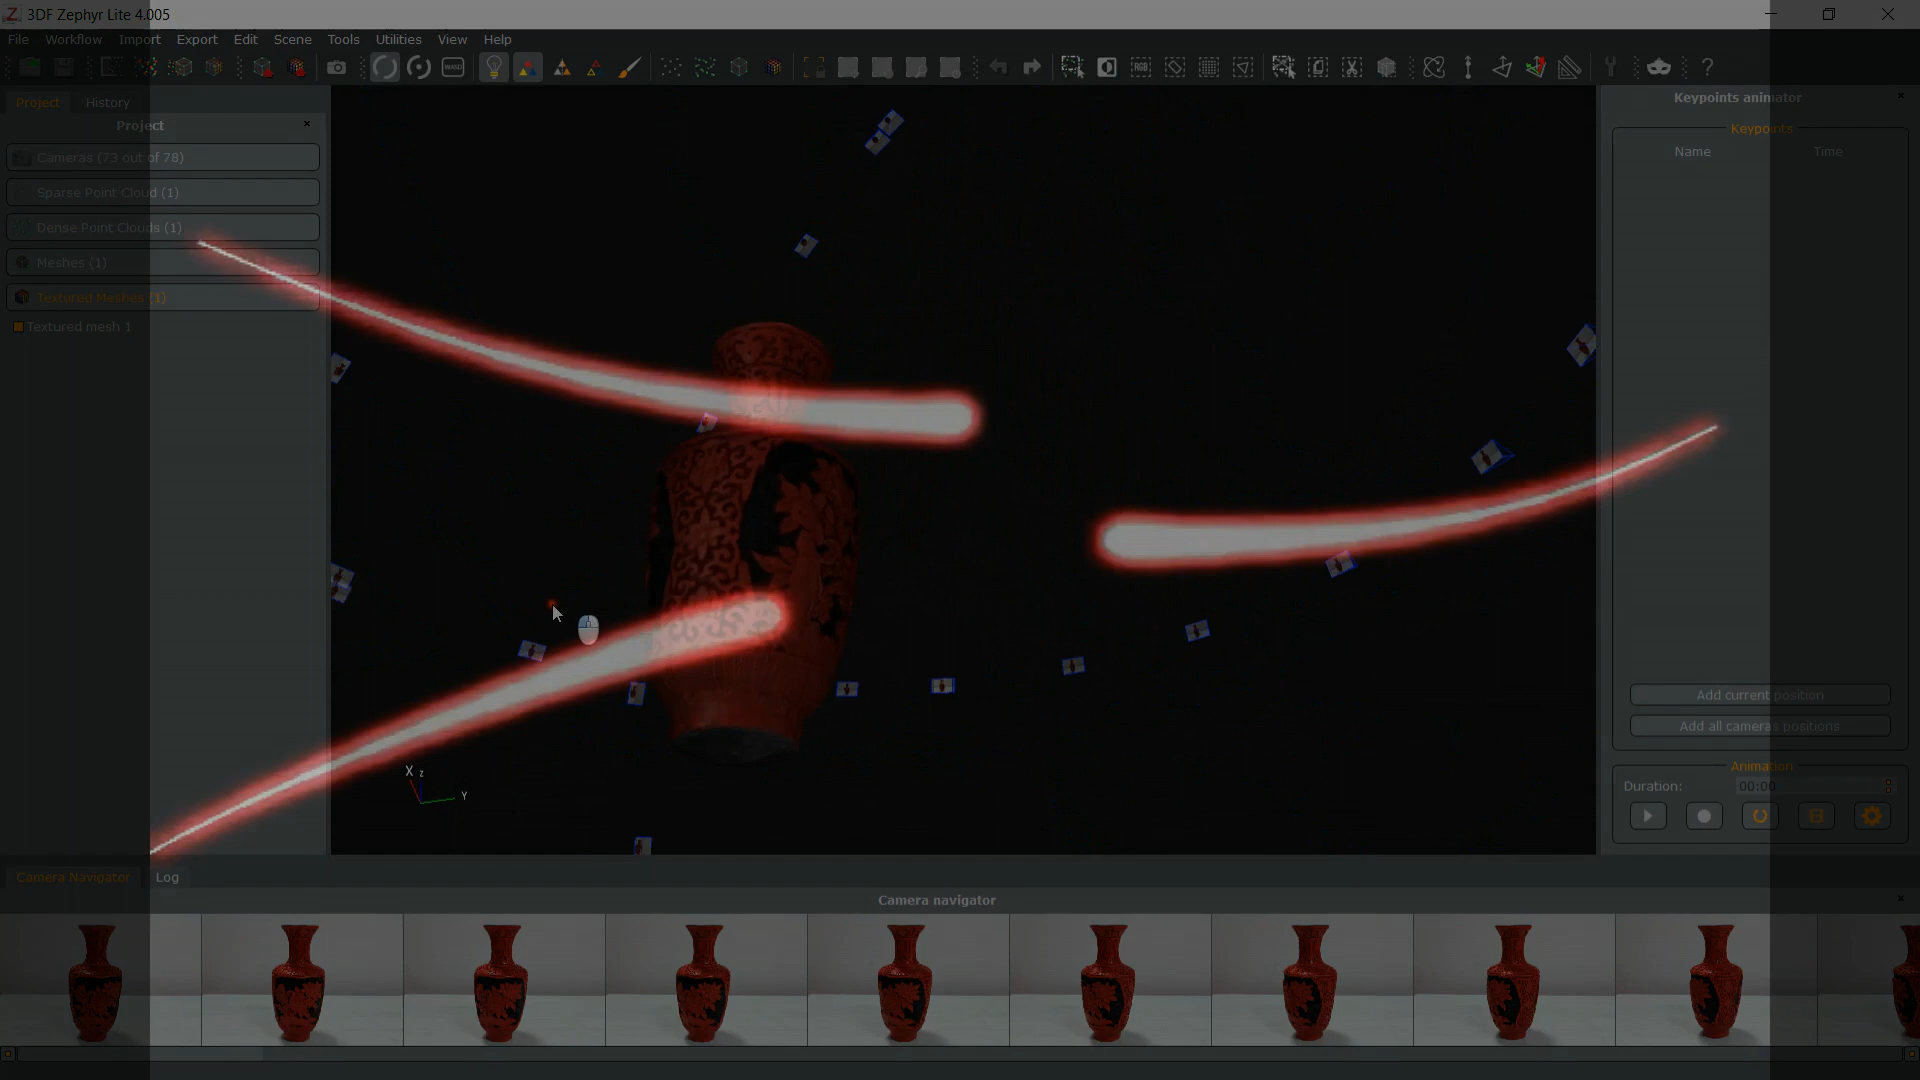 3DF Zephyr Lite 4.005
File Workflow Import Export Edit Scene Tools Utilities View Help
WASD
RGB
Project History
Project
Cameras (73 out of 78)
Sparse Point Cloud (1)
Dense Point Clouds (1)
Meshes (1)
Textured Meshes (1)
Textured mesh 1
X Z Y
Keypoints animator
Keypoints
Name Time
Add current position
Add all cameras positions
Animation
Duration: 00:00
Camera Navigator Log
Camera navigator